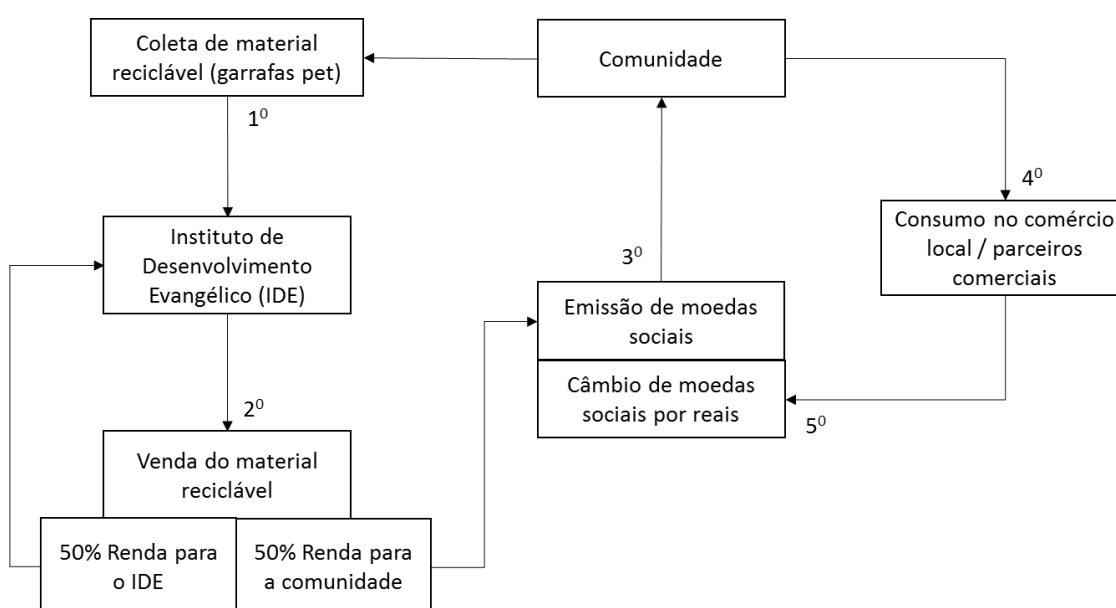 Coleta de material
reciclável (garrafas pet)
Comunidade
1⁰
4⁰
Instituto de
Desenvolvimento
Evangélico (IDE)
Consumo no comércio
local / parceiros
comerciais
3⁰
Emissão de moedas
sociais
Câmbio de moedas
sociais por reais
2⁰
5⁰
Venda do material
reciclável
50% Renda para
o IDE
50% Renda para
a comunidade